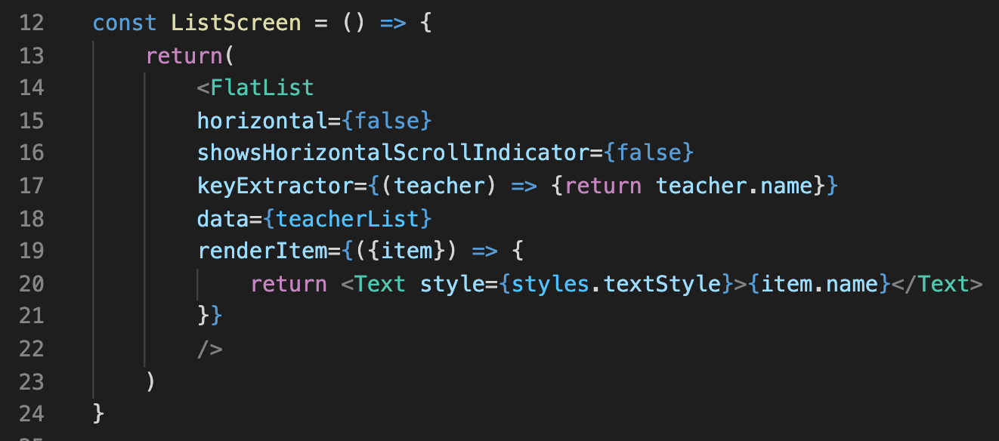 12 const ListScreen = () => {
13 return(
14 <FlatList
15 horizontal={false}
16 showsHorizontalScrollIndicator={false}
17 keyExtractor={(teacher) => {return teacher.name}}
18 data={teacherList}
19 renderItem={({item}) => {
20 return <Text style={styles.textStyle}>{item.name}</Text>
21 }}
22 />
23 )
24 }